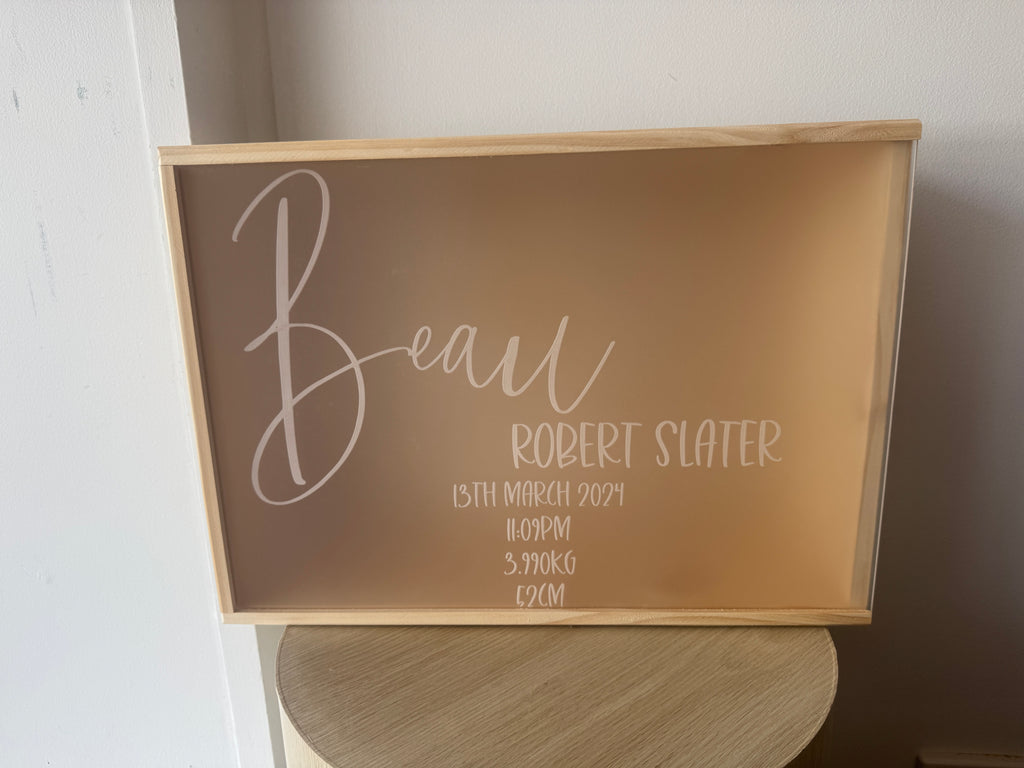 Beau
ROBERT SLATER
13TH MARCH 2024
11:09PM
3.990KG
52CM